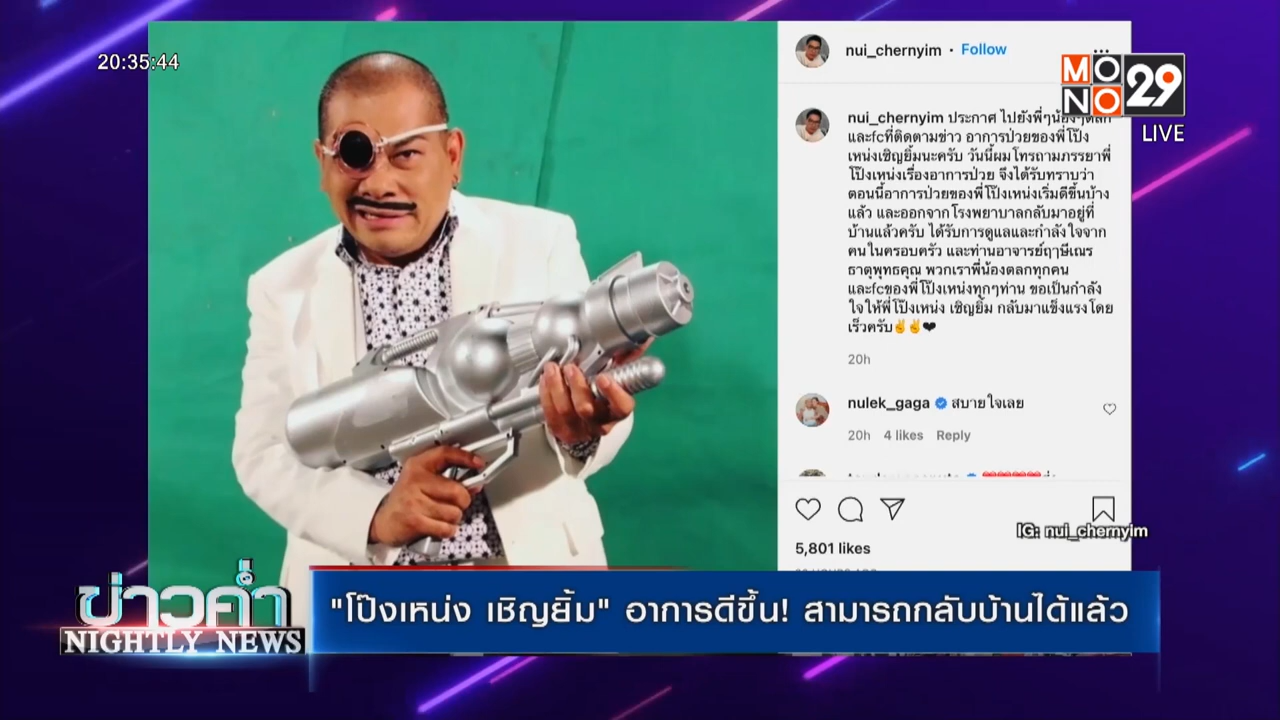 20:35:44
nui_chernyim • Follow
...
MONO 29
LIVE
nui_chernyim ประกาศ ไปยังพี่ๆน้องๆตลก
และfcที่ติดตามข่าว อาการป่วยของพี่โป๊ง
เหน่งเชิญยิ้มนะครับ วันนี้ผมโทรถามภรรยาพี่
โป๊งเหน่งเรื่องอาการป่วย จึงได้รับทราบว่า
ตอนนี้อาการป่วยของพี่โป๊งเหน่งเริ่มดีขึ้นบ้าง
แล้ว และออกจากโรงพยาบาลกลับมาอยู่ที่
บ้านแล้วครับ ได้รับการดูแลและกำลังใจจาก
คนในครอบครัว และท่านอาจารย์ฤๅษีเณร
ธาตุพุทธคุณ พวกเราพี่น้องตลกทุกคน
และfcของพี่โป๊งเหน่งทุกๆท่าน ขอเป็นกำลัง
ใจให้พี่โป๊งเหน่ง เชิญยิ้ม กลับมาแข็งแรงโดย
เร็วครับ✌️✌️❤
20h
nulek_gaga สบายใจเลย
20h 4 likes Reply
IG: nui_chernyim
5,801 likes
ข่าวค่ำ
NIGHTLY NEWS
"โป๊งเหน่ง เชิญยิ้ม" อาการดีขึ้น! สามารถกลับบ้านได้แล้ว